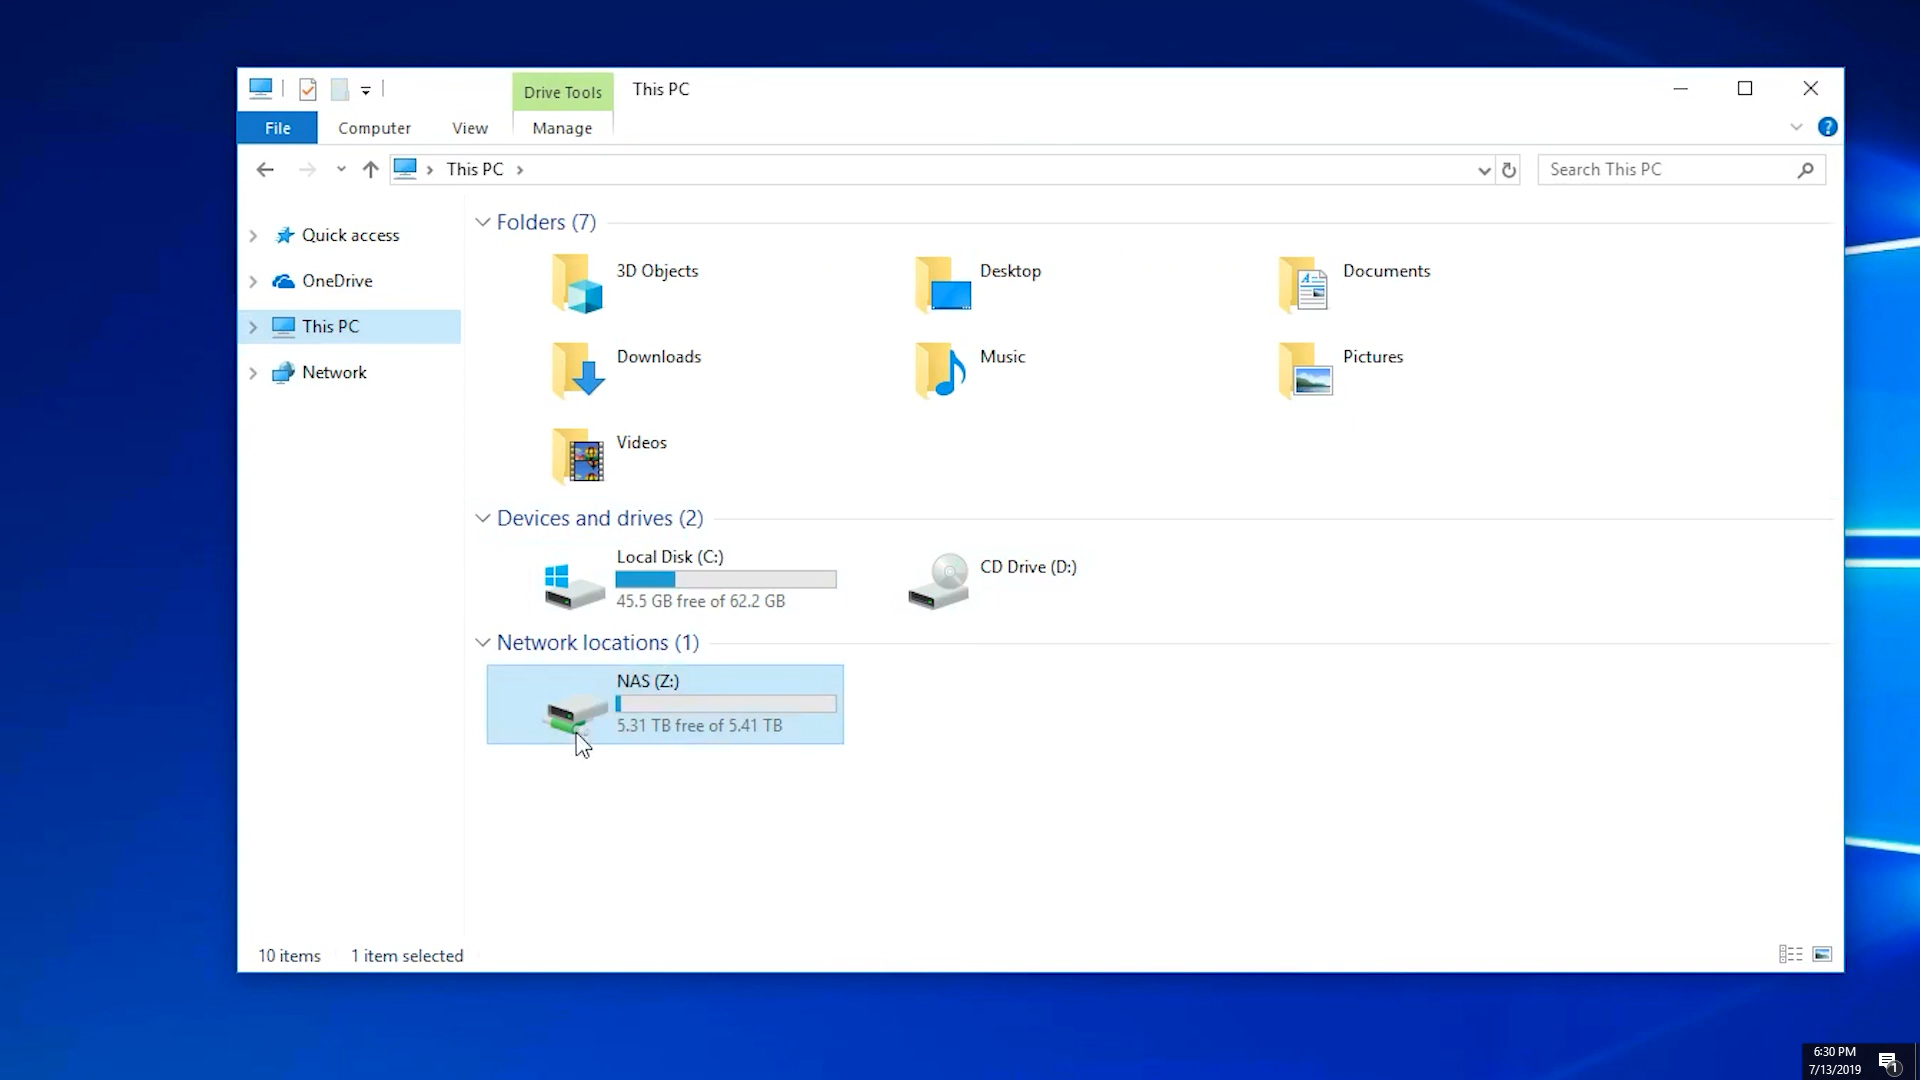 Drive Tools
This PC
File
Computer
View
Manage
This PC
Search This PC
Quick access
OneDrive
This PC
Network
Folders (7)
3D Objects
Desktop
Documents
Downloads
Music
Pictures
Videos
Devices and drives (2)
Local Disk (C:)
45.5 GB free of 62.2 GB
CD Drive (D:)
Network locations (1)
NAS (Z:)
5.31 TB free of 5.41 TB
10 items
1 item selected
6:30 PM
7/13/2019
1